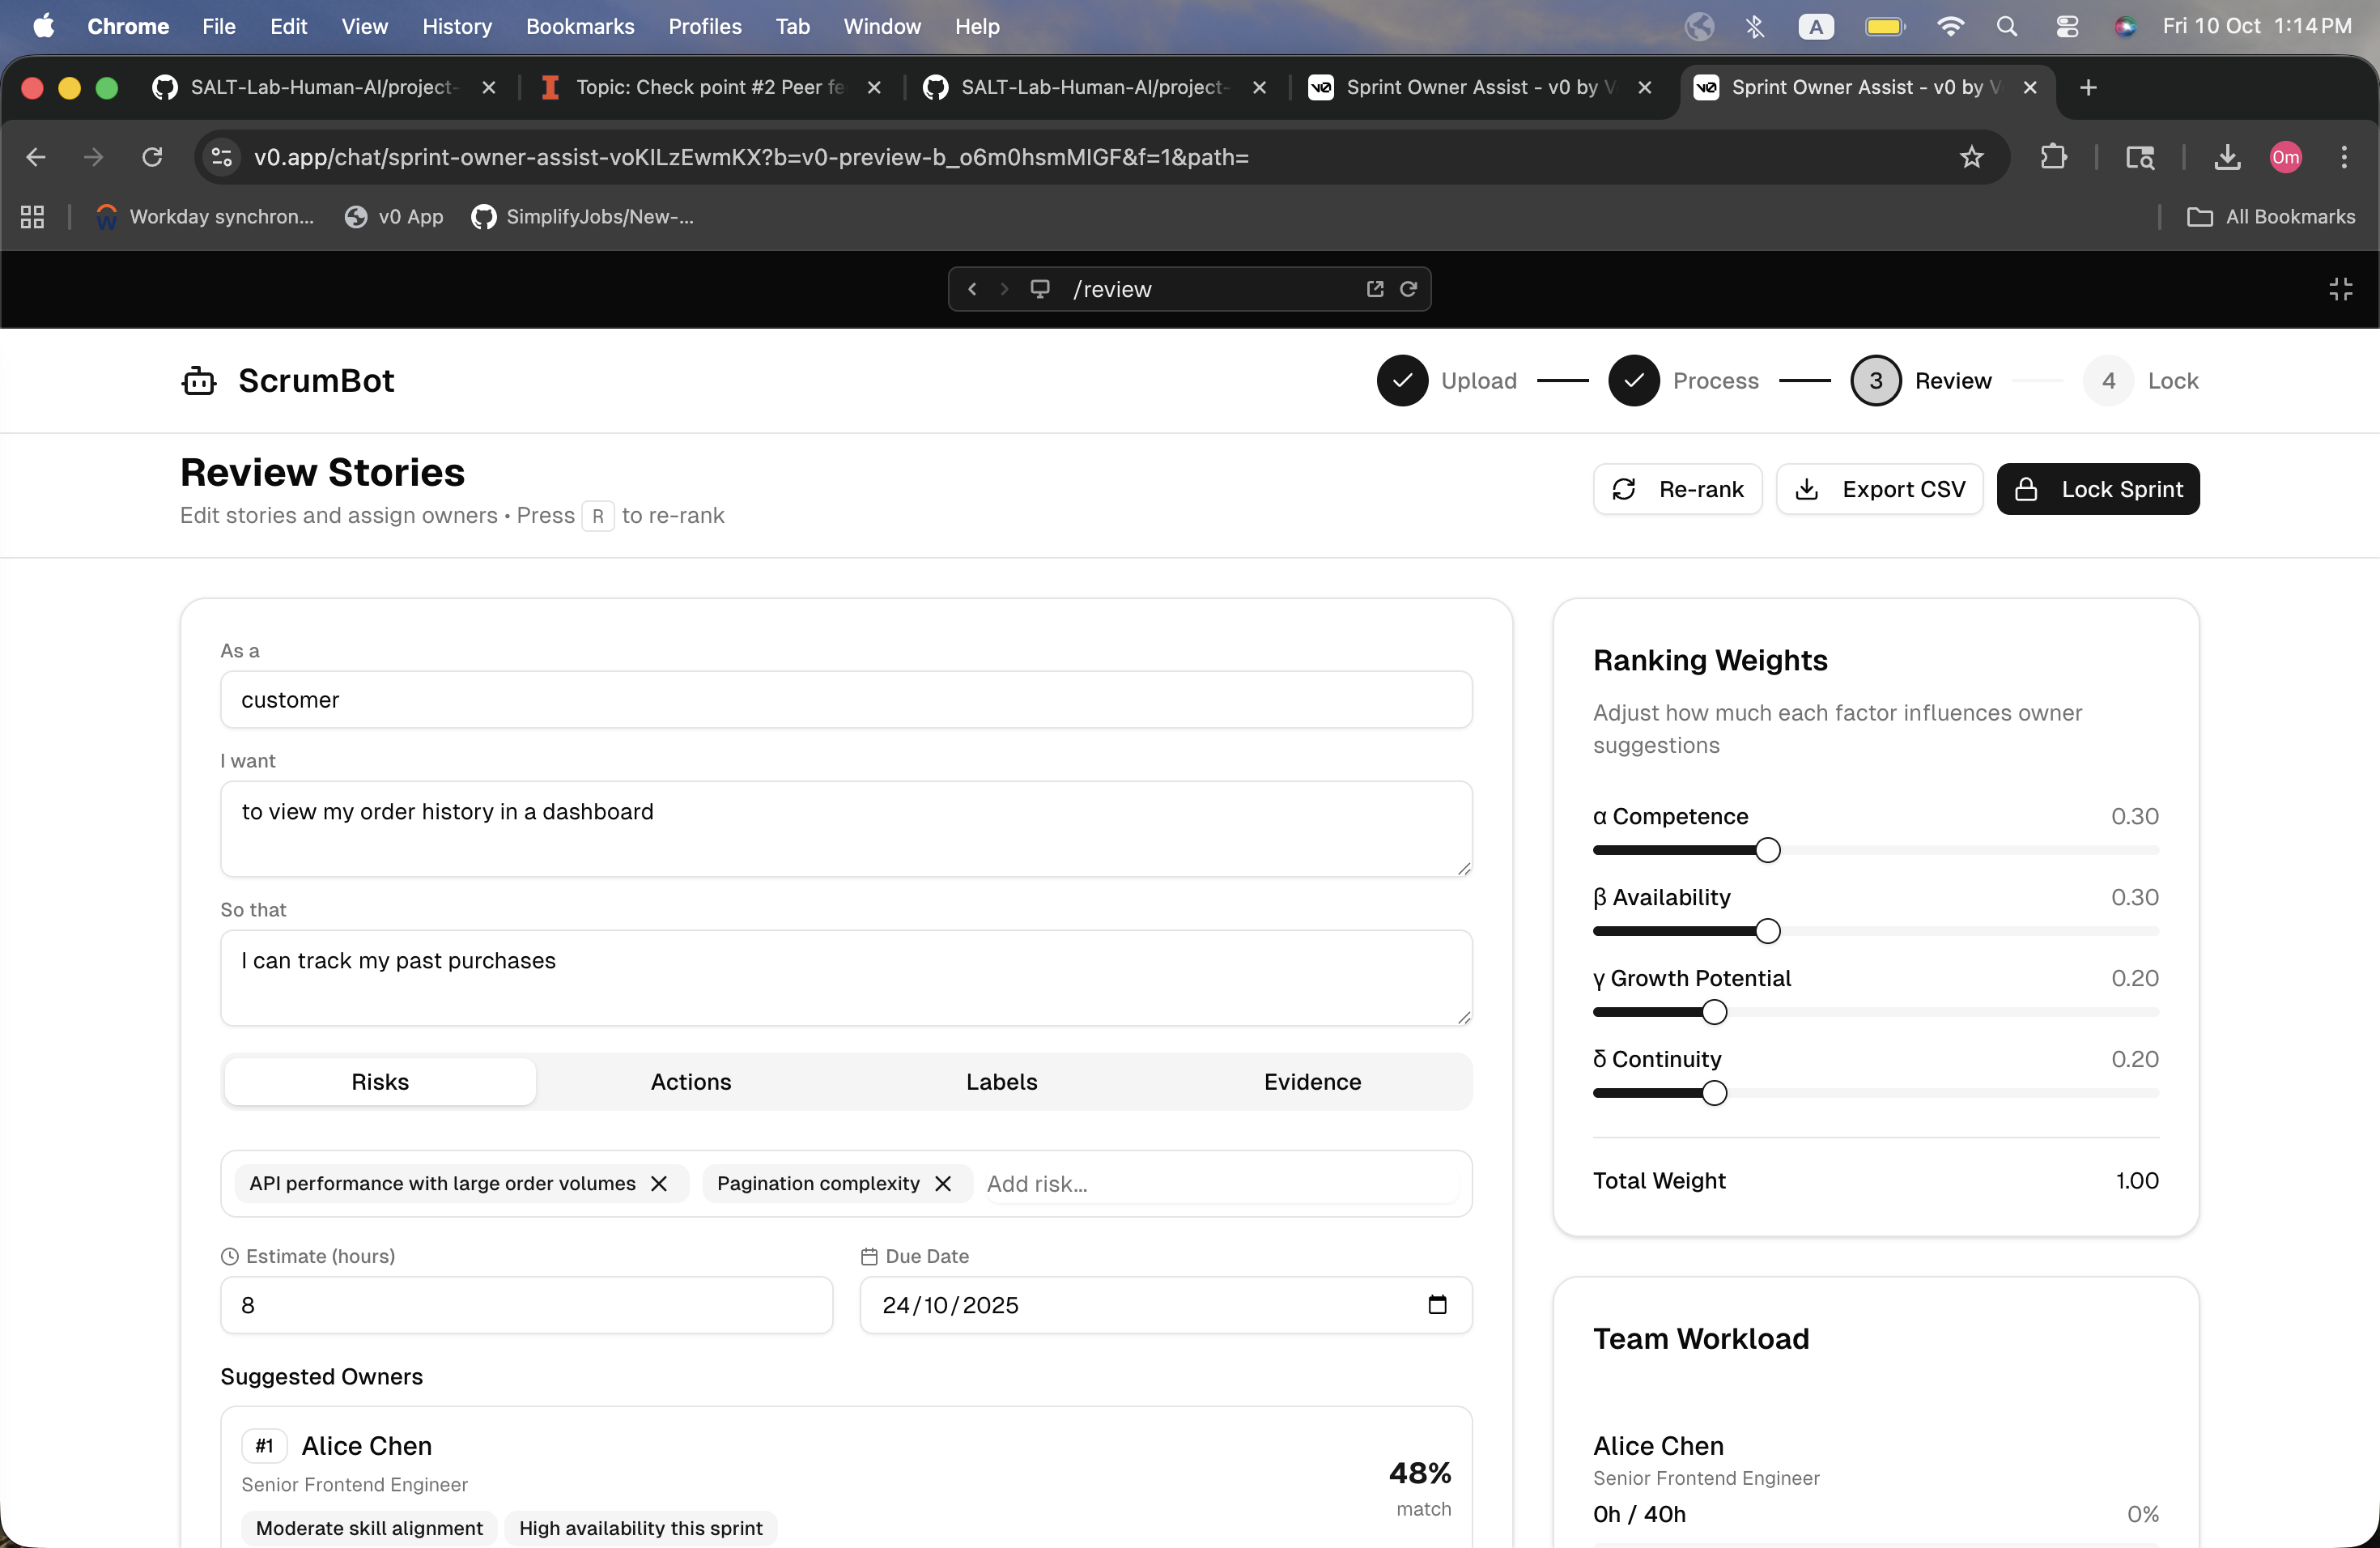 Chrome File Edit View History Bookmarks Profiles Tab Window Help A Fri 10 Oct 1:14 PM
SALT-Lab-Human-AI/project- Topic: Check point #2 Peer fe SALT-Lab-Human-AI/project- Sprint Owner Assist - v0 by V Sprint Owner Assist - v0 by V
v0.app/chat/sprint-owner-assist-voKILzEwmKX?b=v0-preview-b_o6m0hsmMIGF&f=1&path= Om
Workday synchron... v0 App SimplifyJobs/New-... All Bookmarks
/review
ScrumBot Upload Process 3 Review 4 Lock
Review Stories
Edit stories and assign owners • Press R to re-rank
Re-rank Export CSV Lock Sprint
As a
customer
I want
to view my order history in a dashboard
So that
I can track my past purchases
Risks Actions Labels Evidence
API performance with large order volumes Pagination complexity Add risk...
Estimate (hours) Due Date
8 24/10/2025
Suggested Owners
#1 Alice Chen
Senior Frontend Engineer
48%
match
Moderate skill alignment High availability this sprint
Ranking Weights
Adjust how much each factor influences owner
suggestions
α Competence 0.30
β Availability 0.30
γ Growth Potential 0.20
δ Continuity 0.20
Total Weight 1.00
Team Workload
Alice Chen
Senior Frontend Engineer
0h / 40h 0%